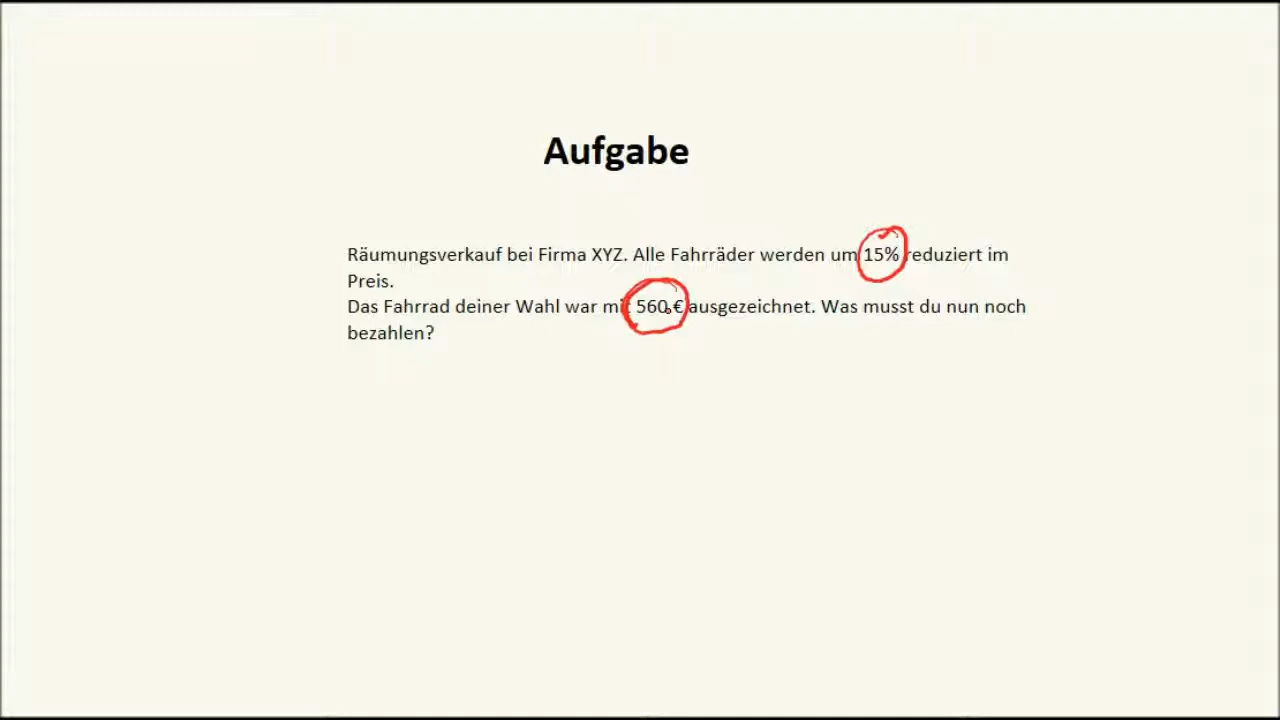 Aufgabe
Räumungsverkauf bei Firma XYZ. Alle Fahrräder werden um 15% reduziert im
Preis.
Das Fahrrad deiner Wahl war mit 560 € ausgezeichnet. Was musst du nun noch
bezahlen?